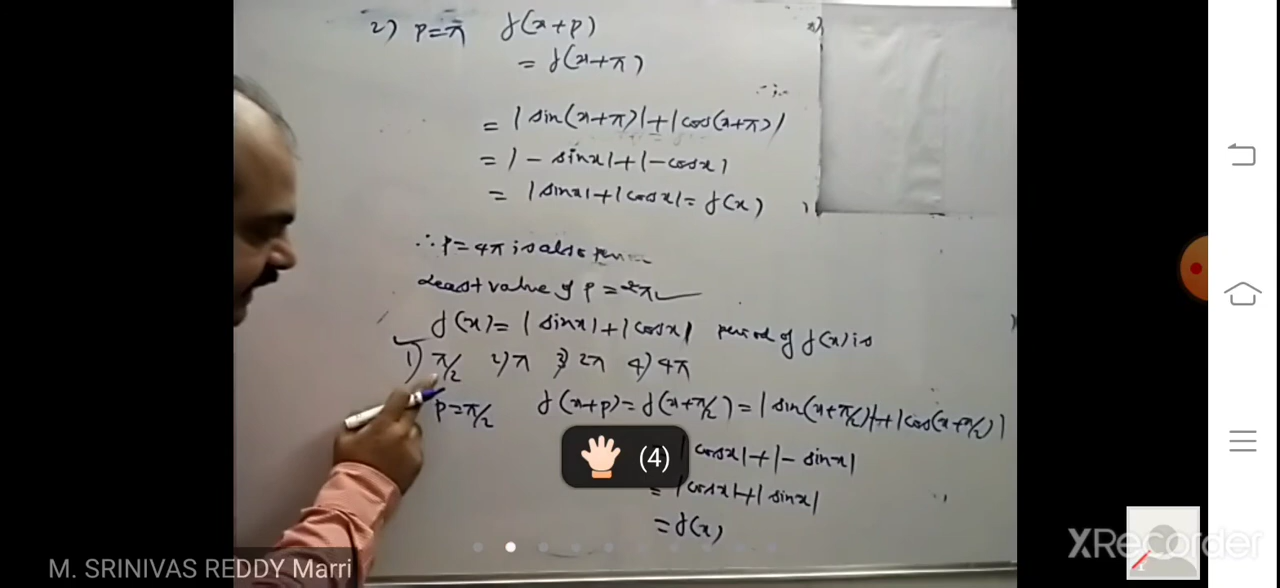 2) p=π f(x+p)
= f(x+π)
= |sin(x+π)|+|cos(x+π)|
= |-sinx|+|-cosx|
= |sinx|+|cosx|= f(x)
∴p=4π is also
Least value of p=2π
f(x)=|sinx|+|cosx| period of f(x) is
1) π/2 2) π 3) 2π 4) 4π
p=π/2 f(x+p)=f(x+π/2)=|sin(x+π/2)|+|cos(x+π/2)|
|cosx|+|-sinx|
= |cosx|+|sinx|
=f(x)
(4)
M. SRINIVAS REDDY Marri
XRecorder